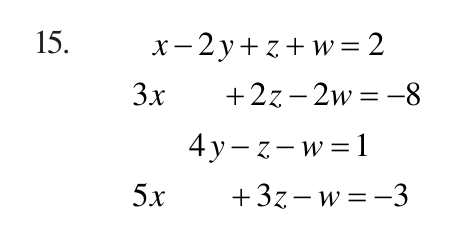 15. x − 2y + z + w = 2
3x + 2z − 2w = −8
4y − z − w = 1
5x + 3z − w = −3